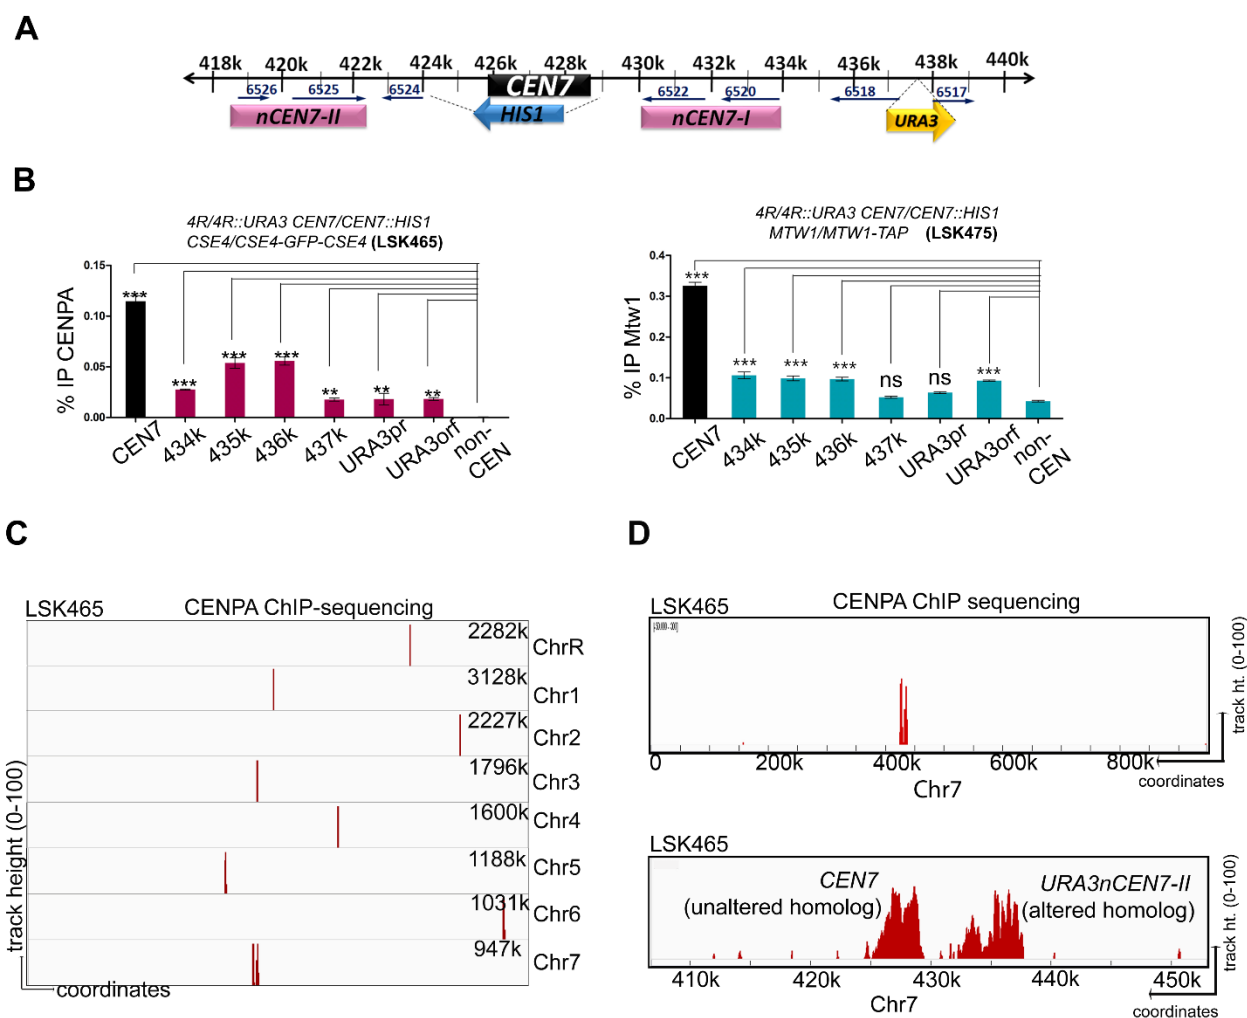 A
418k 420k 422k 424k 426k 428k 430k 432k 434k 436k 438k 440k
6526 6525 6524 CEN7 6522 6520 6518 6517
nCEN7-II HIS1 nCEN7-I URA3
B
4R/4R::URA3 CEN7/CEN7::HIS1
CSE4/CSE4-GFP-CSE4 (LSK465)
% IP CENPA
0.15
0.10
0.05
0.00
*** *** *** *** ** ** **
CEN7 434k 435k 436k 437k URA3pr URA3orf non-CEN
4R/4R::URA3 CEN7/CEN7::HIS1
MTW1/MTW1-TAP (LSK475)
% IP Mtw1
0.4
0.3
0.2
0.1
0.0
*** *** *** *** ns ns ***
CEN7 434k 435k 436k 437k URA3pr URA3orf non-CEN
C
LSK465 CENPA ChIP-sequencing
2282k ChrR
3128k Chr1
2227k Chr2
1796k Chr3
1600k Chr4
1188k Chr5
1031k Chr6
947k Chr7
track height (0-100)
coordinates
D
LSK465 CENPA ChIP sequencing
track ht. (0-100)
0 200k 400k 600k 800k
coordinates
Chr7
LSK465
CEN7 URA3nCEN7-II
(unaltered homolog) (altered homolog)
track ht. (0-100)
410k 420k 430k 440k 450k
Chr7
coordinates